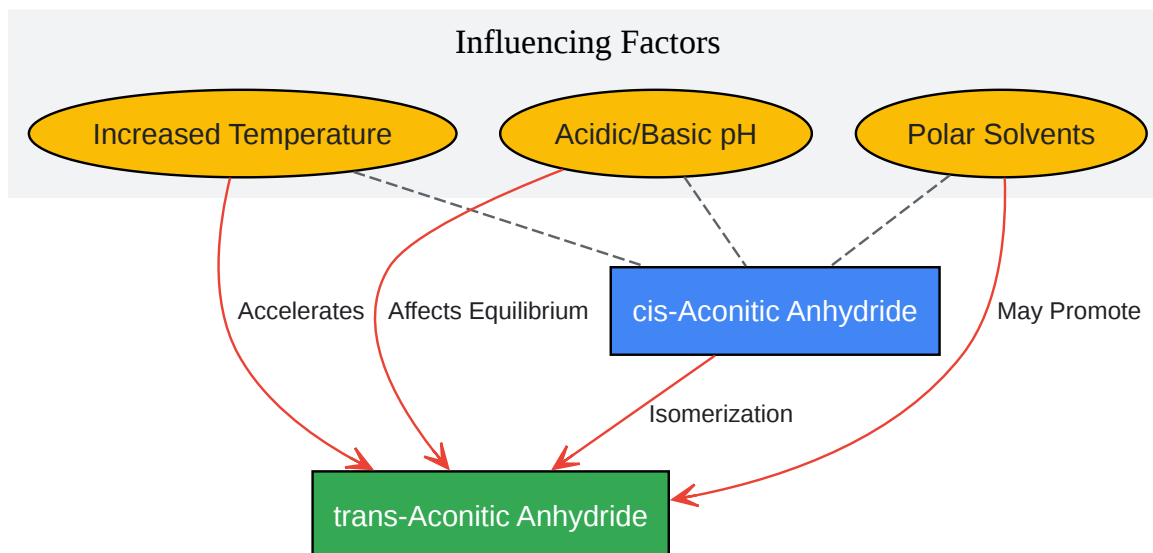 Influencing Factors
Increased Temperature
Acidic/Basic pH
Polar Solvents
Accelerates
Affects Equilibrium
cis-Aconitic Anhydride
May Promote
Isomerization
trans-Aconitic Anhydride